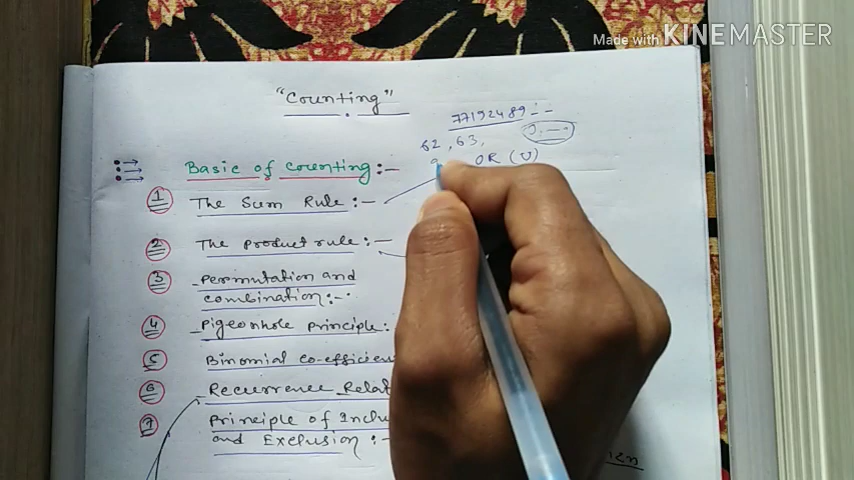 Made with KINEMASTER
"Counting"
77192489:-
62, 63,
Basic of counting:-
OR (U)
1 The Sum Rule:-
2 The product rule:-
3 Permutation and
combination:-
4 Pigeonhole principle:
5 Binomial co-efficien
6 Recurrence Relat
7 Principle of Inclu
and Exclusion:-